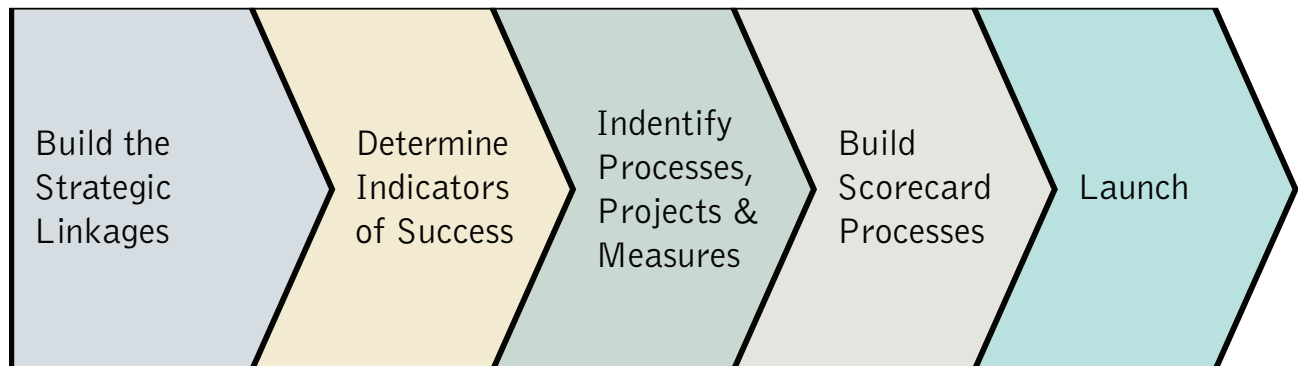 Build the
Strategic
Linkages
Determine
Indicators
of Success
Indentify
Processes,
Projects &
Measures
Build
Scorecard
Processes
Launch